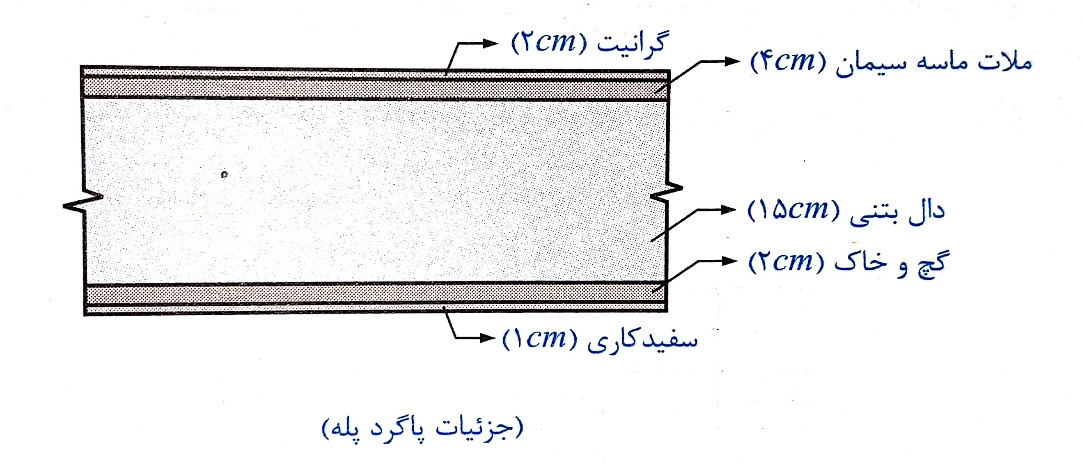 گرانیت (۲cm)
ملات ماسه سیمان (۴cm)
دال بتنی (۱۵cm)
گچ و خاک (۲cm)
سفیدکاری (۱cm)
(جزئیات پاگرد پله)